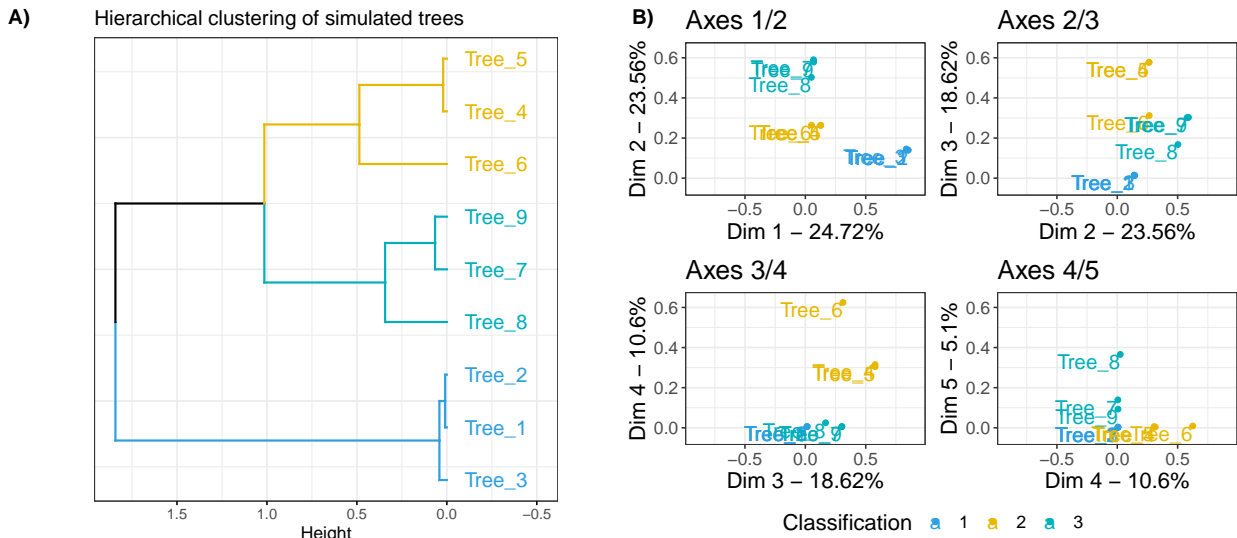 A)
Hierarchical clustering of simulated trees
Tree_5
Tree_4
Tree_6
Tree_9
Tree_7
Tree_8
Tree_2
Tree_1
Tree_3
1.5 1.0 0.5 0.0 −0.5
Height
B)
Axes 1/2
Dim 2 − 23.56%
0.6
0.4
0.2
0.0
Tree_8
−0.5 0.0 0.5
Dim 1 − 24.72%
Axes 2/3
Dim 3 − 18.62%
0.6
0.4
0.2
0.0
Tree_8
−0.5 0.0 0.5
Dim 2 − 23.56%
Axes 3/4
Dim 4 − 10.6%
0.6
0.4
0.2
0.0
Tree_6
−0.5 0.0 0.5
Dim 3 − 18.62%
Axes 4/5
Dim 5 − 5.1%
0.6
0.4
0.2
0.0
Tree_8
Tree_7
Tree_9
Tree_6
−0.5 0.0 0.5
Dim 4 − 10.6%
Classification a 1 a 2 a 3